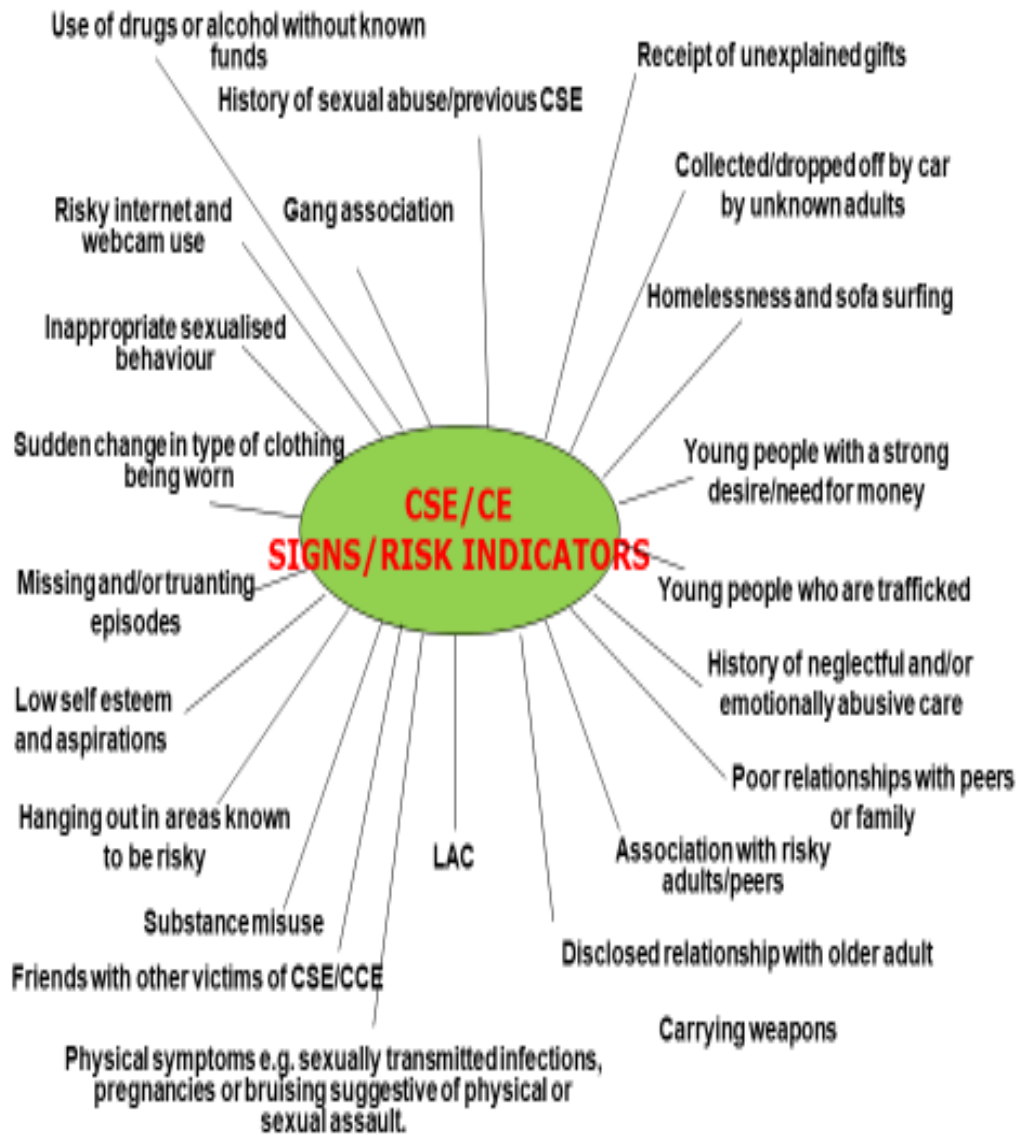 Use of drugs or alcohol without known
funds
Receipt of unexplained gifts
History of sexual abuse/previous CSE
Collected/dropped off by car
by unknown adults
Risky internet and
webcam use
Gang association
Homelessness and sofa surfing
Inappropriate sexualised
behaviour
Sudden change in type of clothing
being worn
Young people with a strong
desire/need for money
CSE/CE
SIGNS/RISK INDICATORS
Missing and/or truanting
episodes
Young people who are trafficked
History of neglectful and/or
emotionally abusive care
Low self esteem
and aspirations
Poor relationships with peers
or family
Hanging out in areas known
to be risky
LAC
Association with risky
adults/peers
Substance misuse
Disclosed relationship with older adult
Friends with other victims of CSE/CCE
Carrying weapons
Physical symptoms e.g. sexually transmitted infections,
pregnancies or bruising suggestive of physical or
sexual assault.